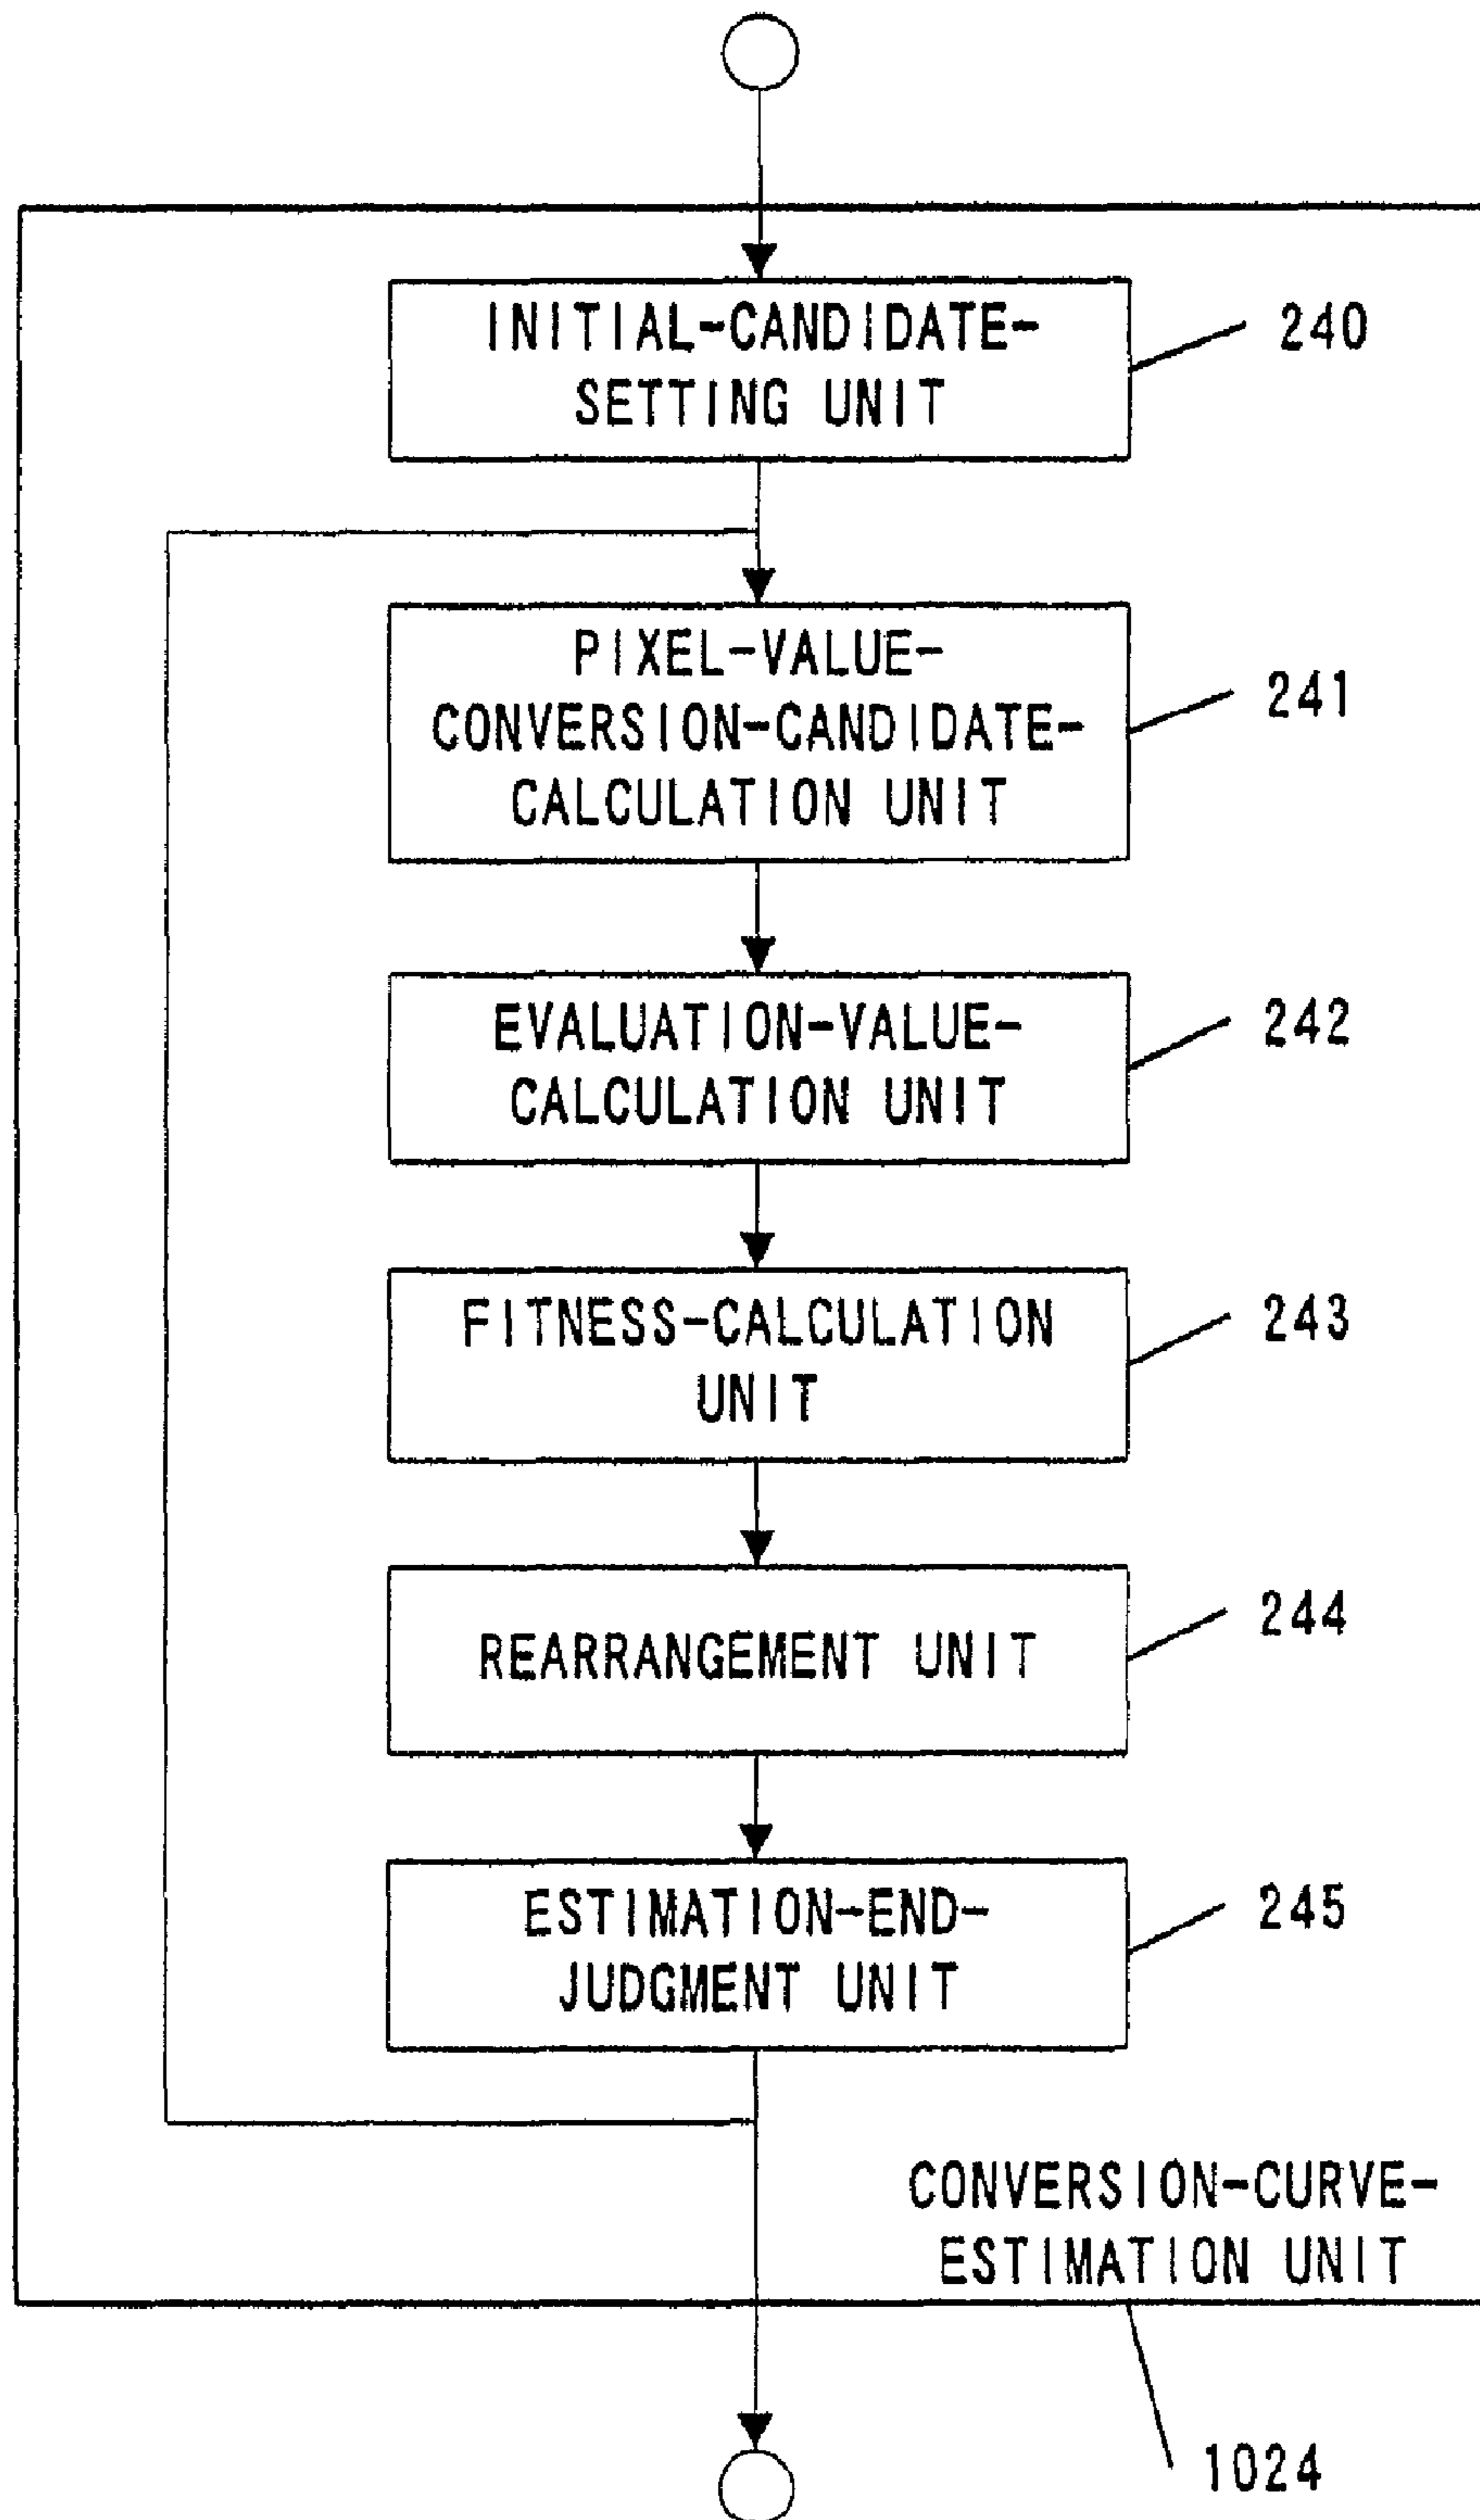 INITIAL-CANDIDATE-
SETTING UNIT
240
PIXEL-VALUE-
CONVERSION-CANDIDATE-
CALCULATION UNIT
241
EVALUATION-VALUE-
CALCULATION UNIT
242
FITNESS-CALCULATION
UNIT
243
REARRANGEMENT UNIT
244
ESTIMATION-END-
JUDGMENT UNIT
245
CONVERSION-CURVE-
ESTIMATION UNIT
1024